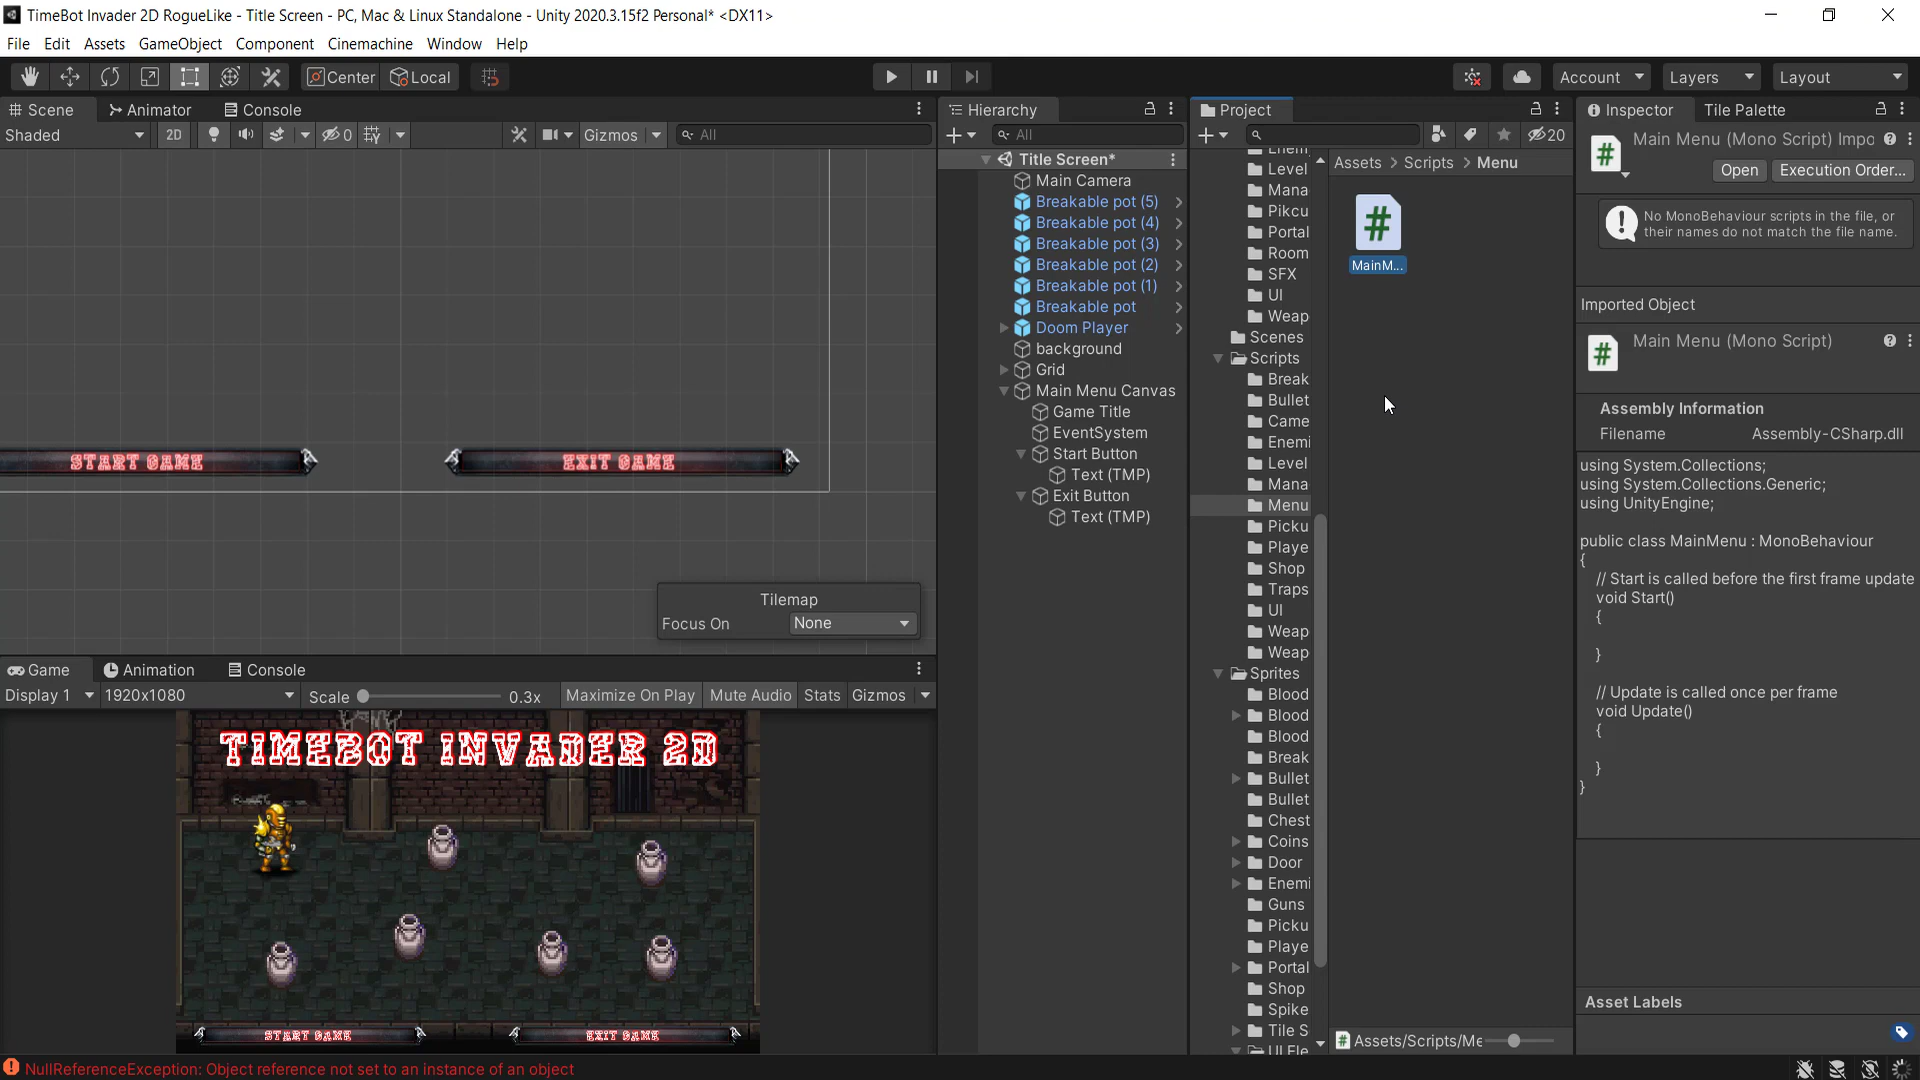 TimeBot Invader 2D RogueLike - Title Screen - PC, Mac & Linux Standalone - Unity 2020.3.15f2 Personal* <DX11>
File Edit Assets GameObject Component Cinemachine Window Help
Center Local
Account Layers Layout
Scene Animator Console
Shaded 2D 0 Gizmos All
START GAME EXIT GAME
Tilemap
Focus On None
Game Animation Console
Display 1 1920x1080 Scale 0.3x Maximize On Play Mute Audio Stats Gizmos
TIMEBOT INVADER 2D
START GAME EXIT GAME
Hierarchy
All
Title Screen*
Main Camera
Breakable pot (5)
Breakable pot (4)
Breakable pot (3)
Breakable pot (2)
Breakable pot (1)
Breakable pot
Doom Player
background
Grid
Main Menu Canvas
Game Title
EventSystem
Start Button
Text (TMP)
Exit Button
Text (TMP)
Project
20
Enem
Level
Mana
Pikcu
Portal
Room
SFX
UI
Weap
Scenes
Scripts
Break
Bullet
Came
Enemi
Level
Mana
Menu
Picku
Playe
Shop
Traps
UI
Weap
Weap
Sprites
Blood
Blood
Blood
Break
Bullet
Bullet
Chest
Coins
Door
Enemi
Guns
Picku
Playe
Portal
Shop
Spike
Tile S
UI Ele
Assets > Scripts > Menu
MainM...
Assets/Scripts/Me
Inspector Tile Palette
Main Menu (Mono Script) Impo
Open Execution Order...
No MonoBehaviour scripts in the file, or
their names do not match the file name.
Imported Object
Main Menu (Mono Script)
Assembly Information
Filename Assembly-CSharp.dll
using System.Collections;
using System.Collections.Generic;
using UnityEngine;
public class MainMenu : MonoBehaviour
{
// Start is called before the first frame update
void Start()
{
}
// Update is called once per frame
void Update()
{
}
}
Asset Labels
NullReferenceException: Object reference not set to an instance of an object